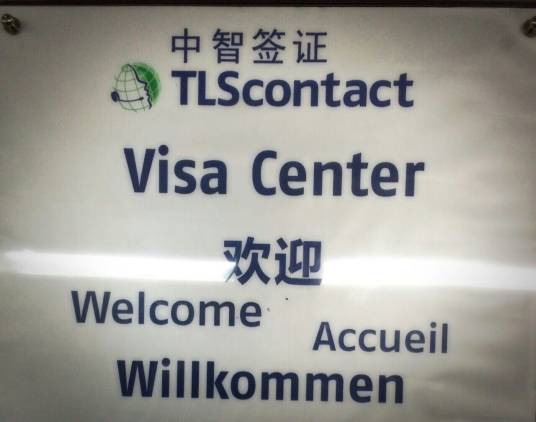 中智签证
TLScontact
Visa Center
欢迎
Welcome
Accueil
Willkommen